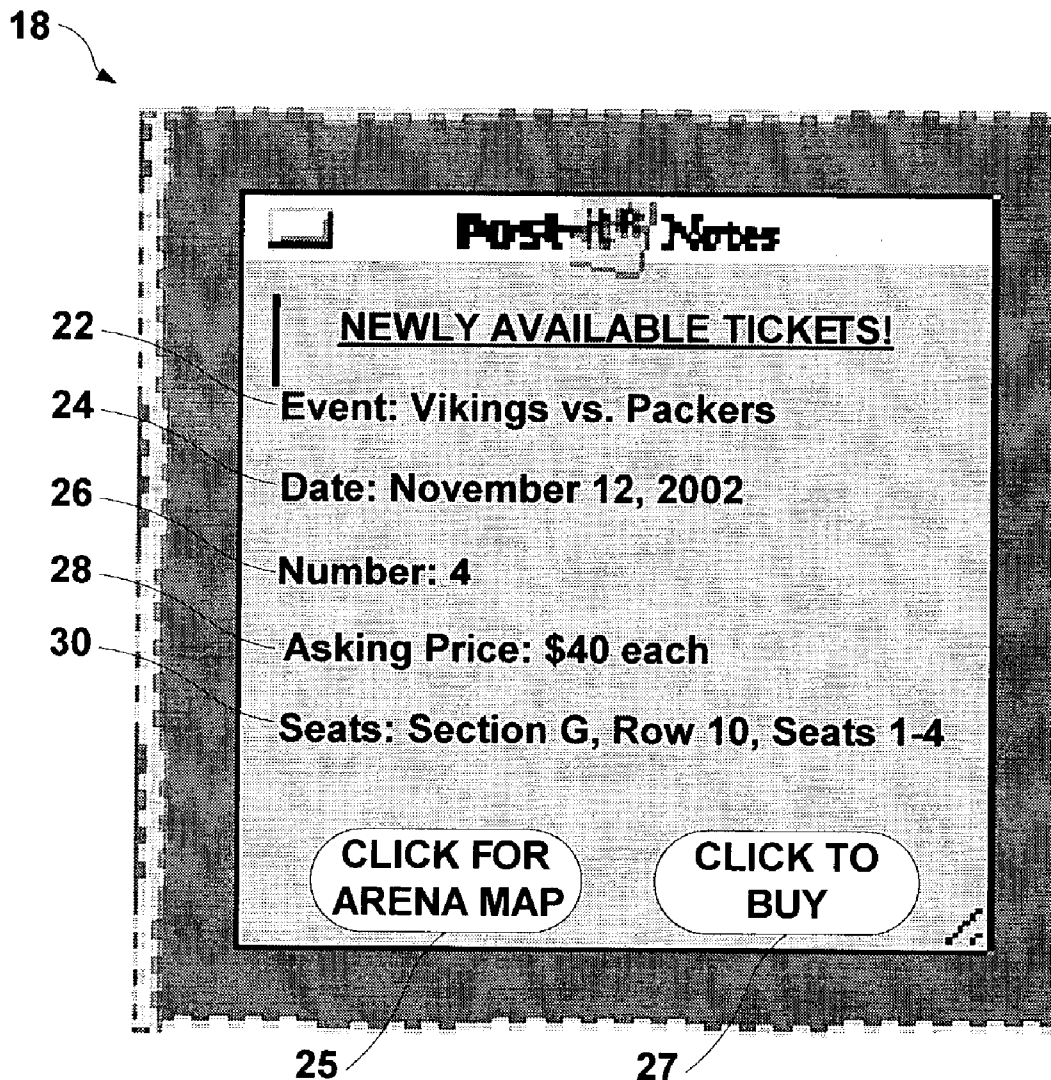 18
Post-it® Notes
NEWLY AVAILABLE TICKETS!
22
Event: Vikings vs. Packers
24
Date: November 12, 2002
26
Number: 4
28
Asking Price: $40 each
30
Seats: Section G, Row 10, Seats 1-4
CLICK FOR
ARENA MAP
CLICK TO
BUY
25
27